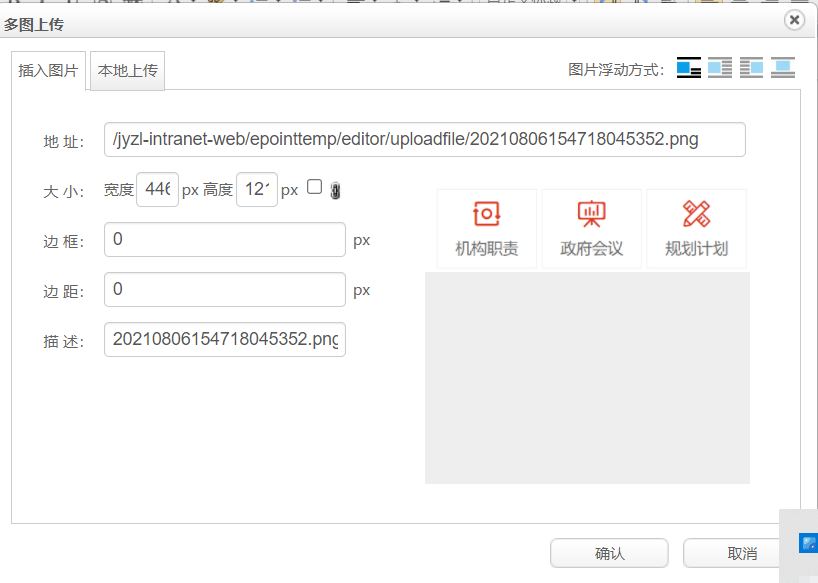 多图上传
插入图片 本地上传 图片浮动方式：
地 址： /jyzl-intranet-web/epointtemp/editor/uploadfile/20210806154718045352.png
大 小： 宽度 446 px 高度 121 px
边 框： 0 px
边 距： 0 px
描 述： 20210806154718045352.png
机构职责 政府会议 规划计划
确认 取消